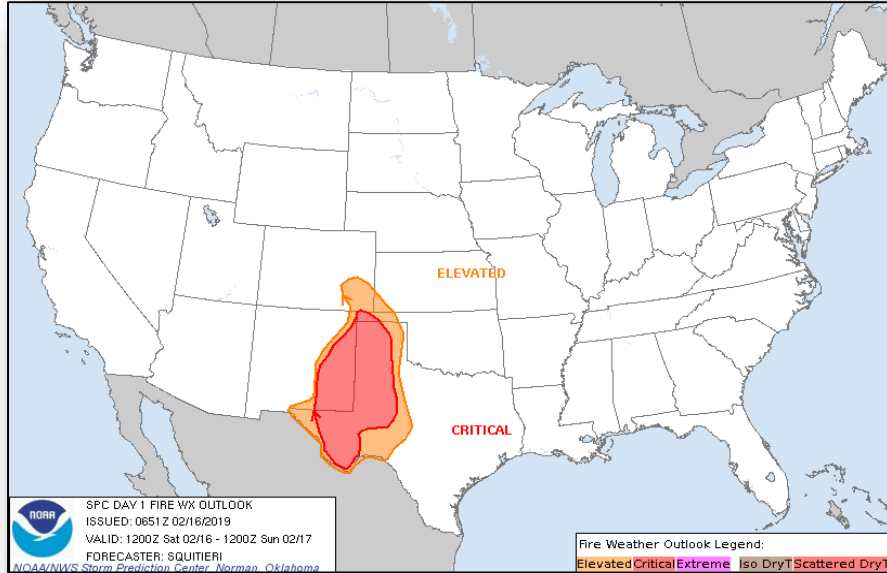 ELEVATED
CRITICAL
NOAA
SPC DAY 1 FIRE WX OUTLOOK
ISSUED: 0651Z 02/16/2019
VALID: 1200Z Sat 02/16 - 1200Z Sun 02/17
FORECASTER: SQUITIERI
NOAA/NWS Storm Prediction Center, Norman, Oklahoma
Fire Weather Outlook Legend:
Elevated Critical Extreme Iso DryT Scattered DryT